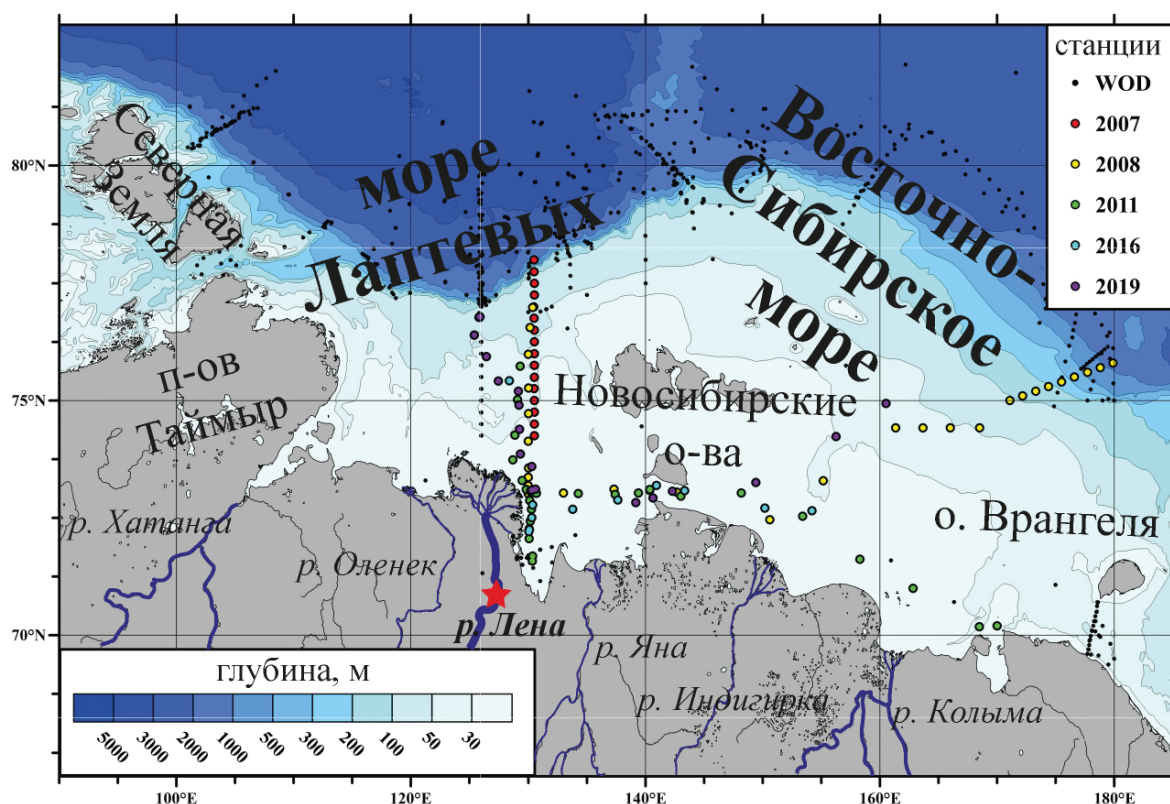 станции
WOD
2007
2008
2011
2016
2019
80°N
75°N
70°N
Северная
Земля
море
Лаптевых
Восточно-
Сибирское
море
п-ов
Таймыр
Новосибирские
о-ва
о. Врангеля
р. Хатанга
р. Оленек
р. Лена
р. Яна
р. Индигирка
р. Колыма
глубина, м
5000 3000 2000 1000 500 300 200 100 50 30
100°E 120°E 140°E 160°E 180°E